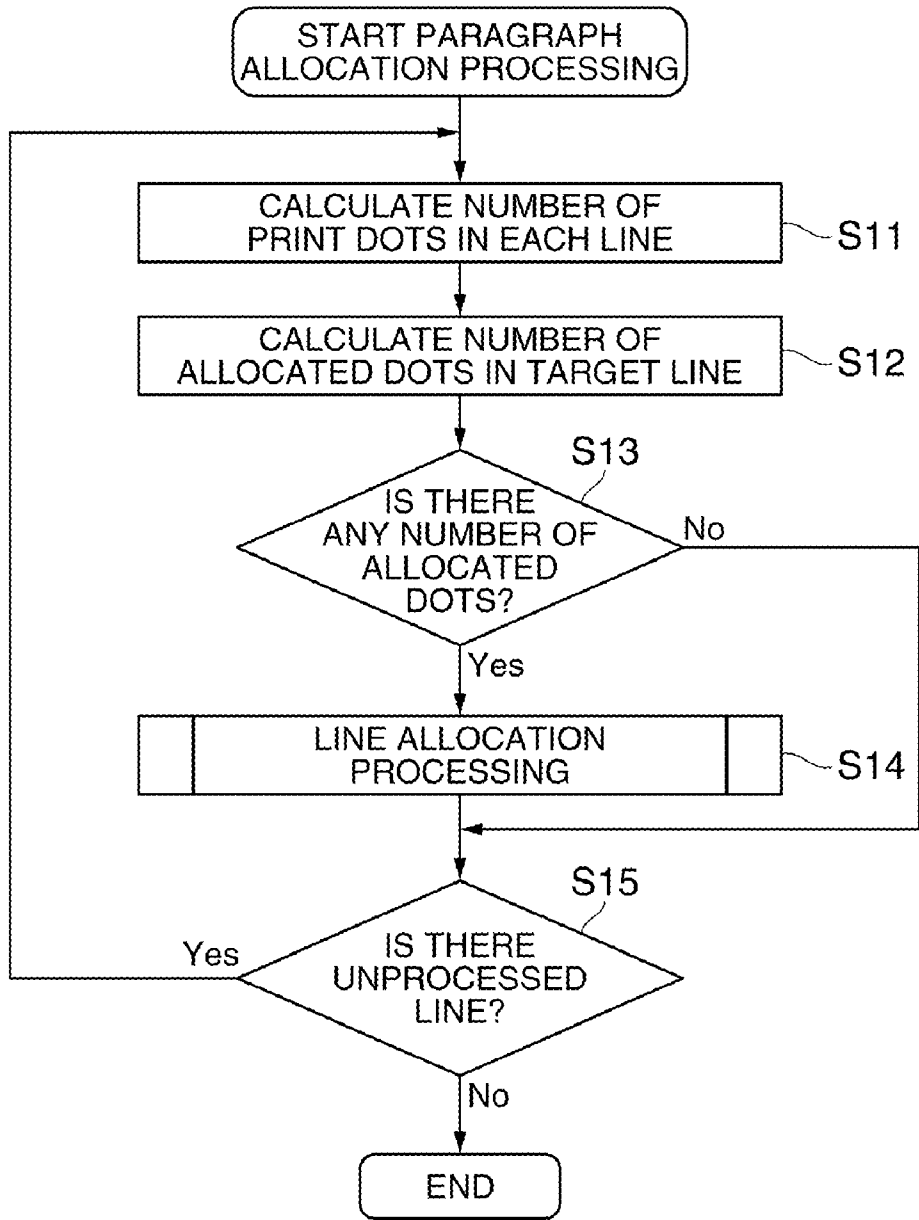 START PARAGRAPH
ALLOCATION PROCESSING
CALCULATE NUMBER OF
PRINT DOTS IN EACH LINE
S11
CALCULATE NUMBER OF
ALLOCATED DOTS IN TARGET LINE
S12
S13
IS THERE
ANY NUMBER OF
ALLOCATED
DOTS?
No
Yes
LINE ALLOCATION
PROCESSING
S14
S15
Yes
IS THERE
UNPROCESSED
LINE?
No
END